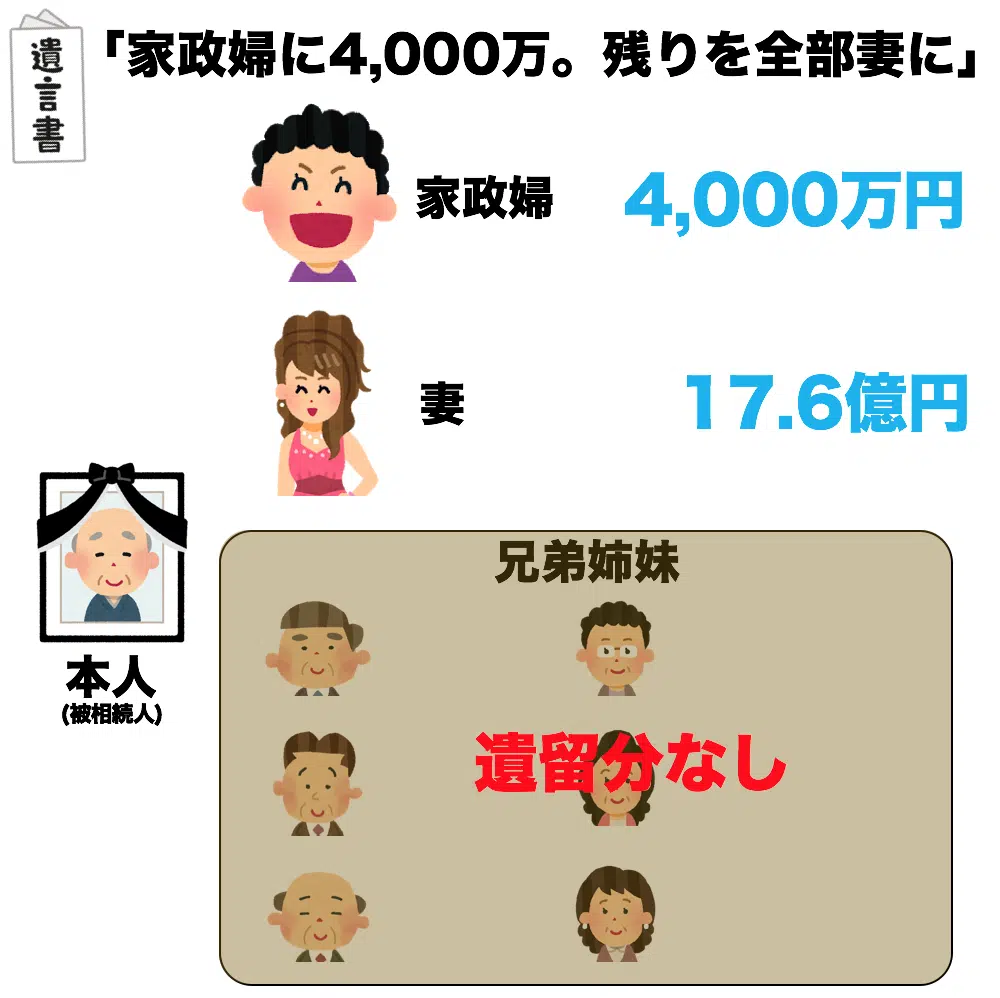 遺言書
「家政婦に4,000万。残りを全部妻に」
家政婦
4,000万円
妻
17.6億円
本人
(被相続人)
兄弟姉妹
遺留分なし